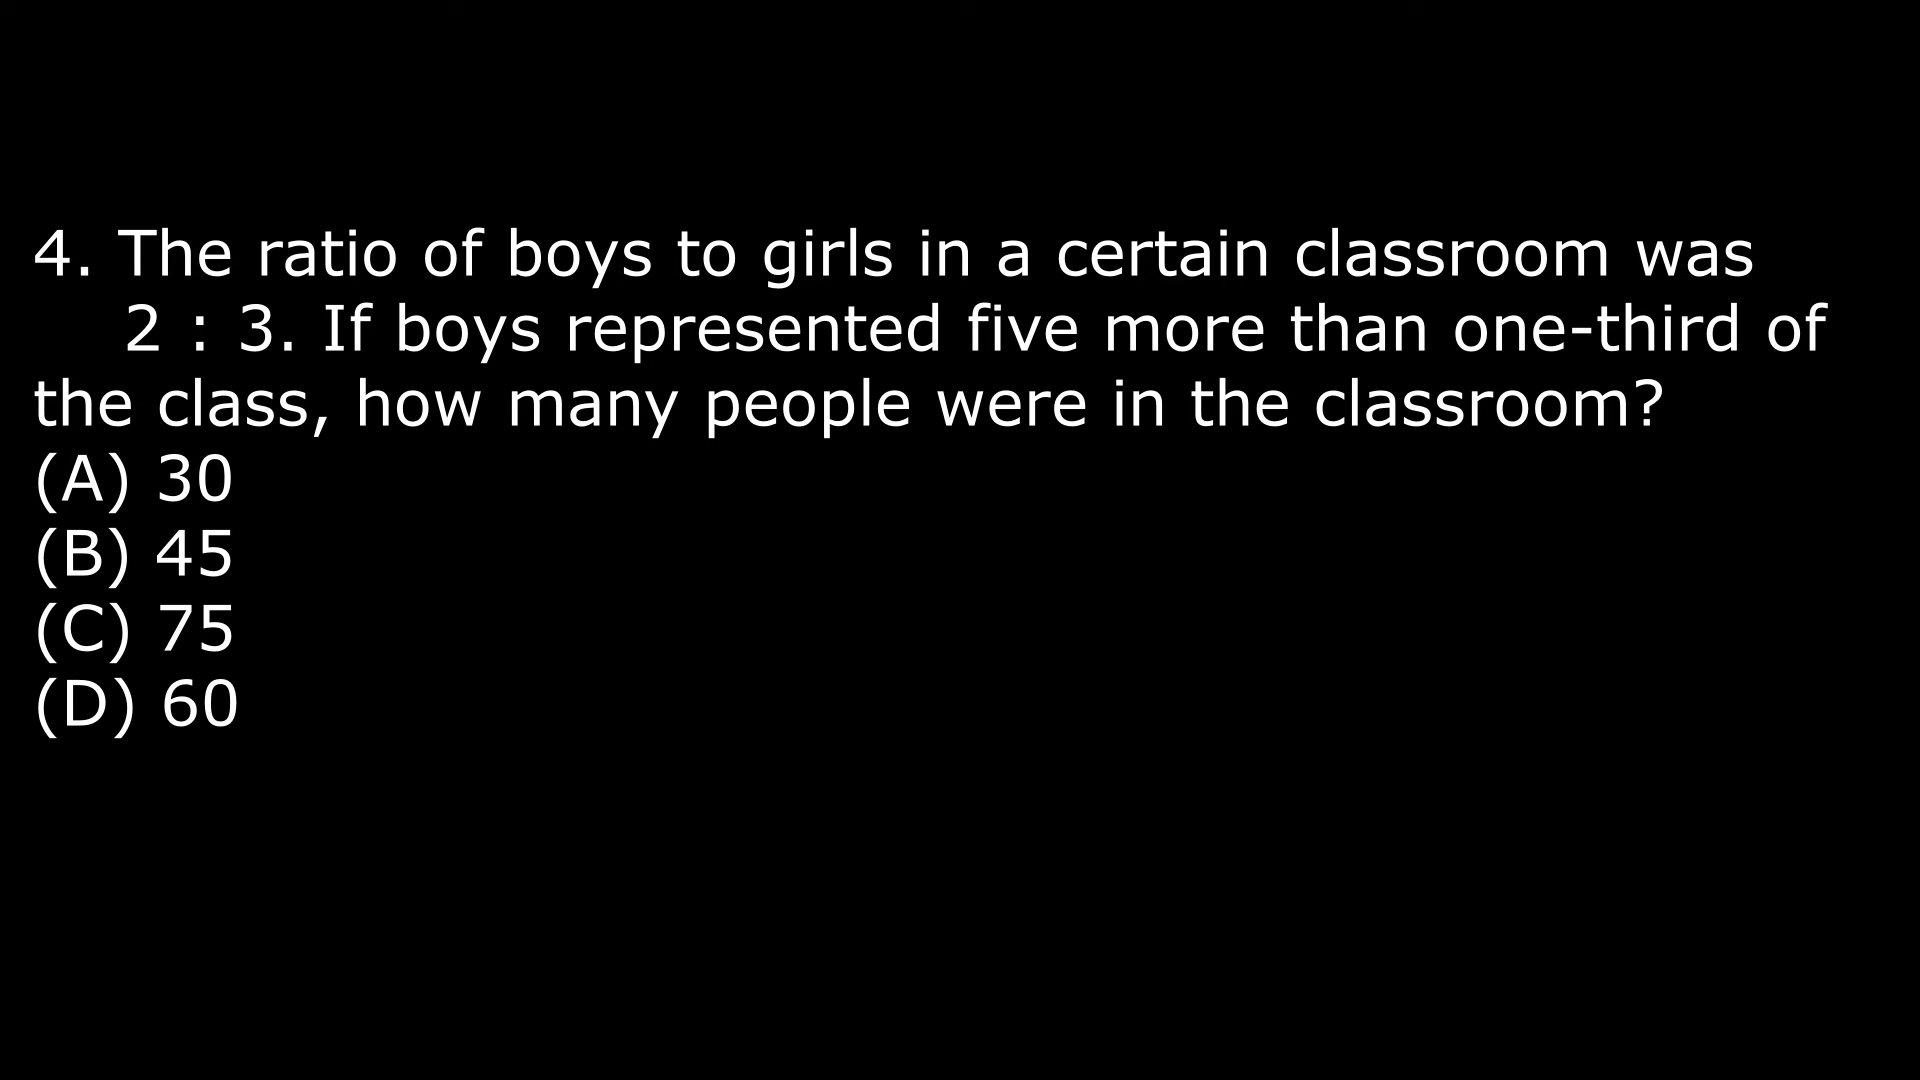 4. The ratio of boys to girls in a certain classroom was
2 : 3. If boys represented five more than one-third of
the class, how many people were in the classroom?
(A) 30
(B) 45
(C) 75
(D) 60